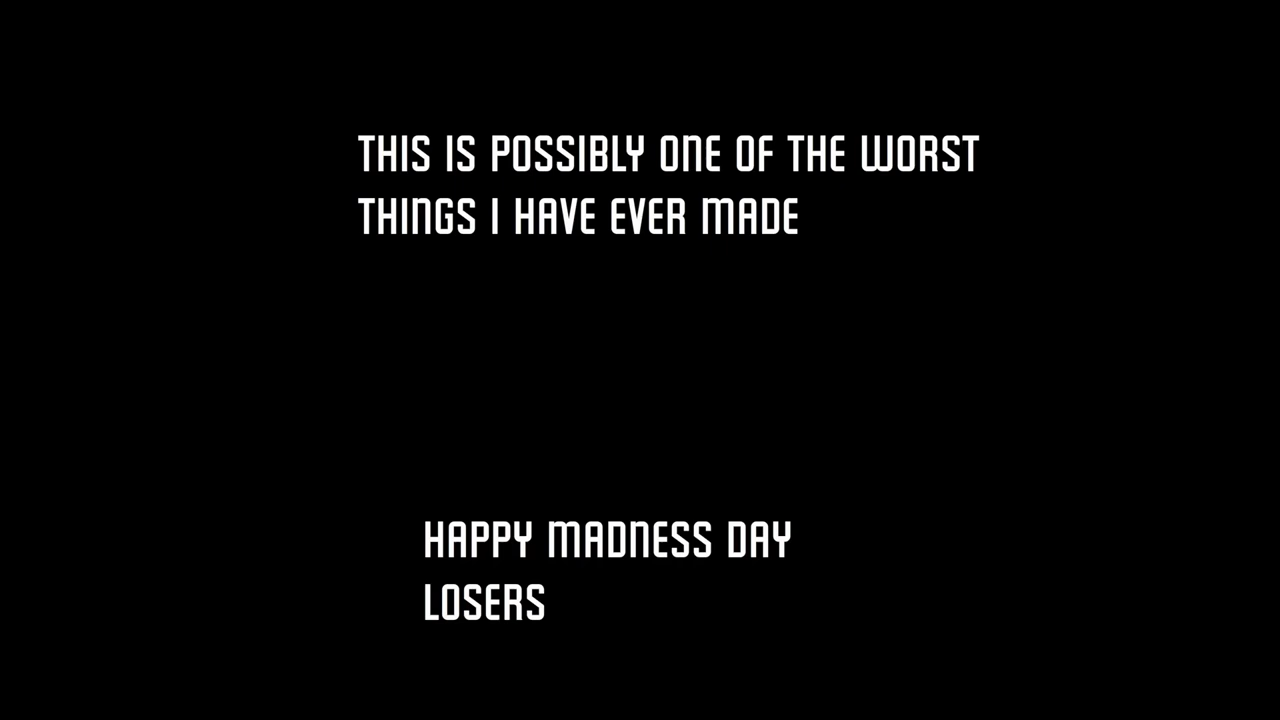 THIS IS POSSIBLY ONE OF THE WORST
THINGS I HAVE EVER MADE
HAPPY MADNESS DAY
LOSERS